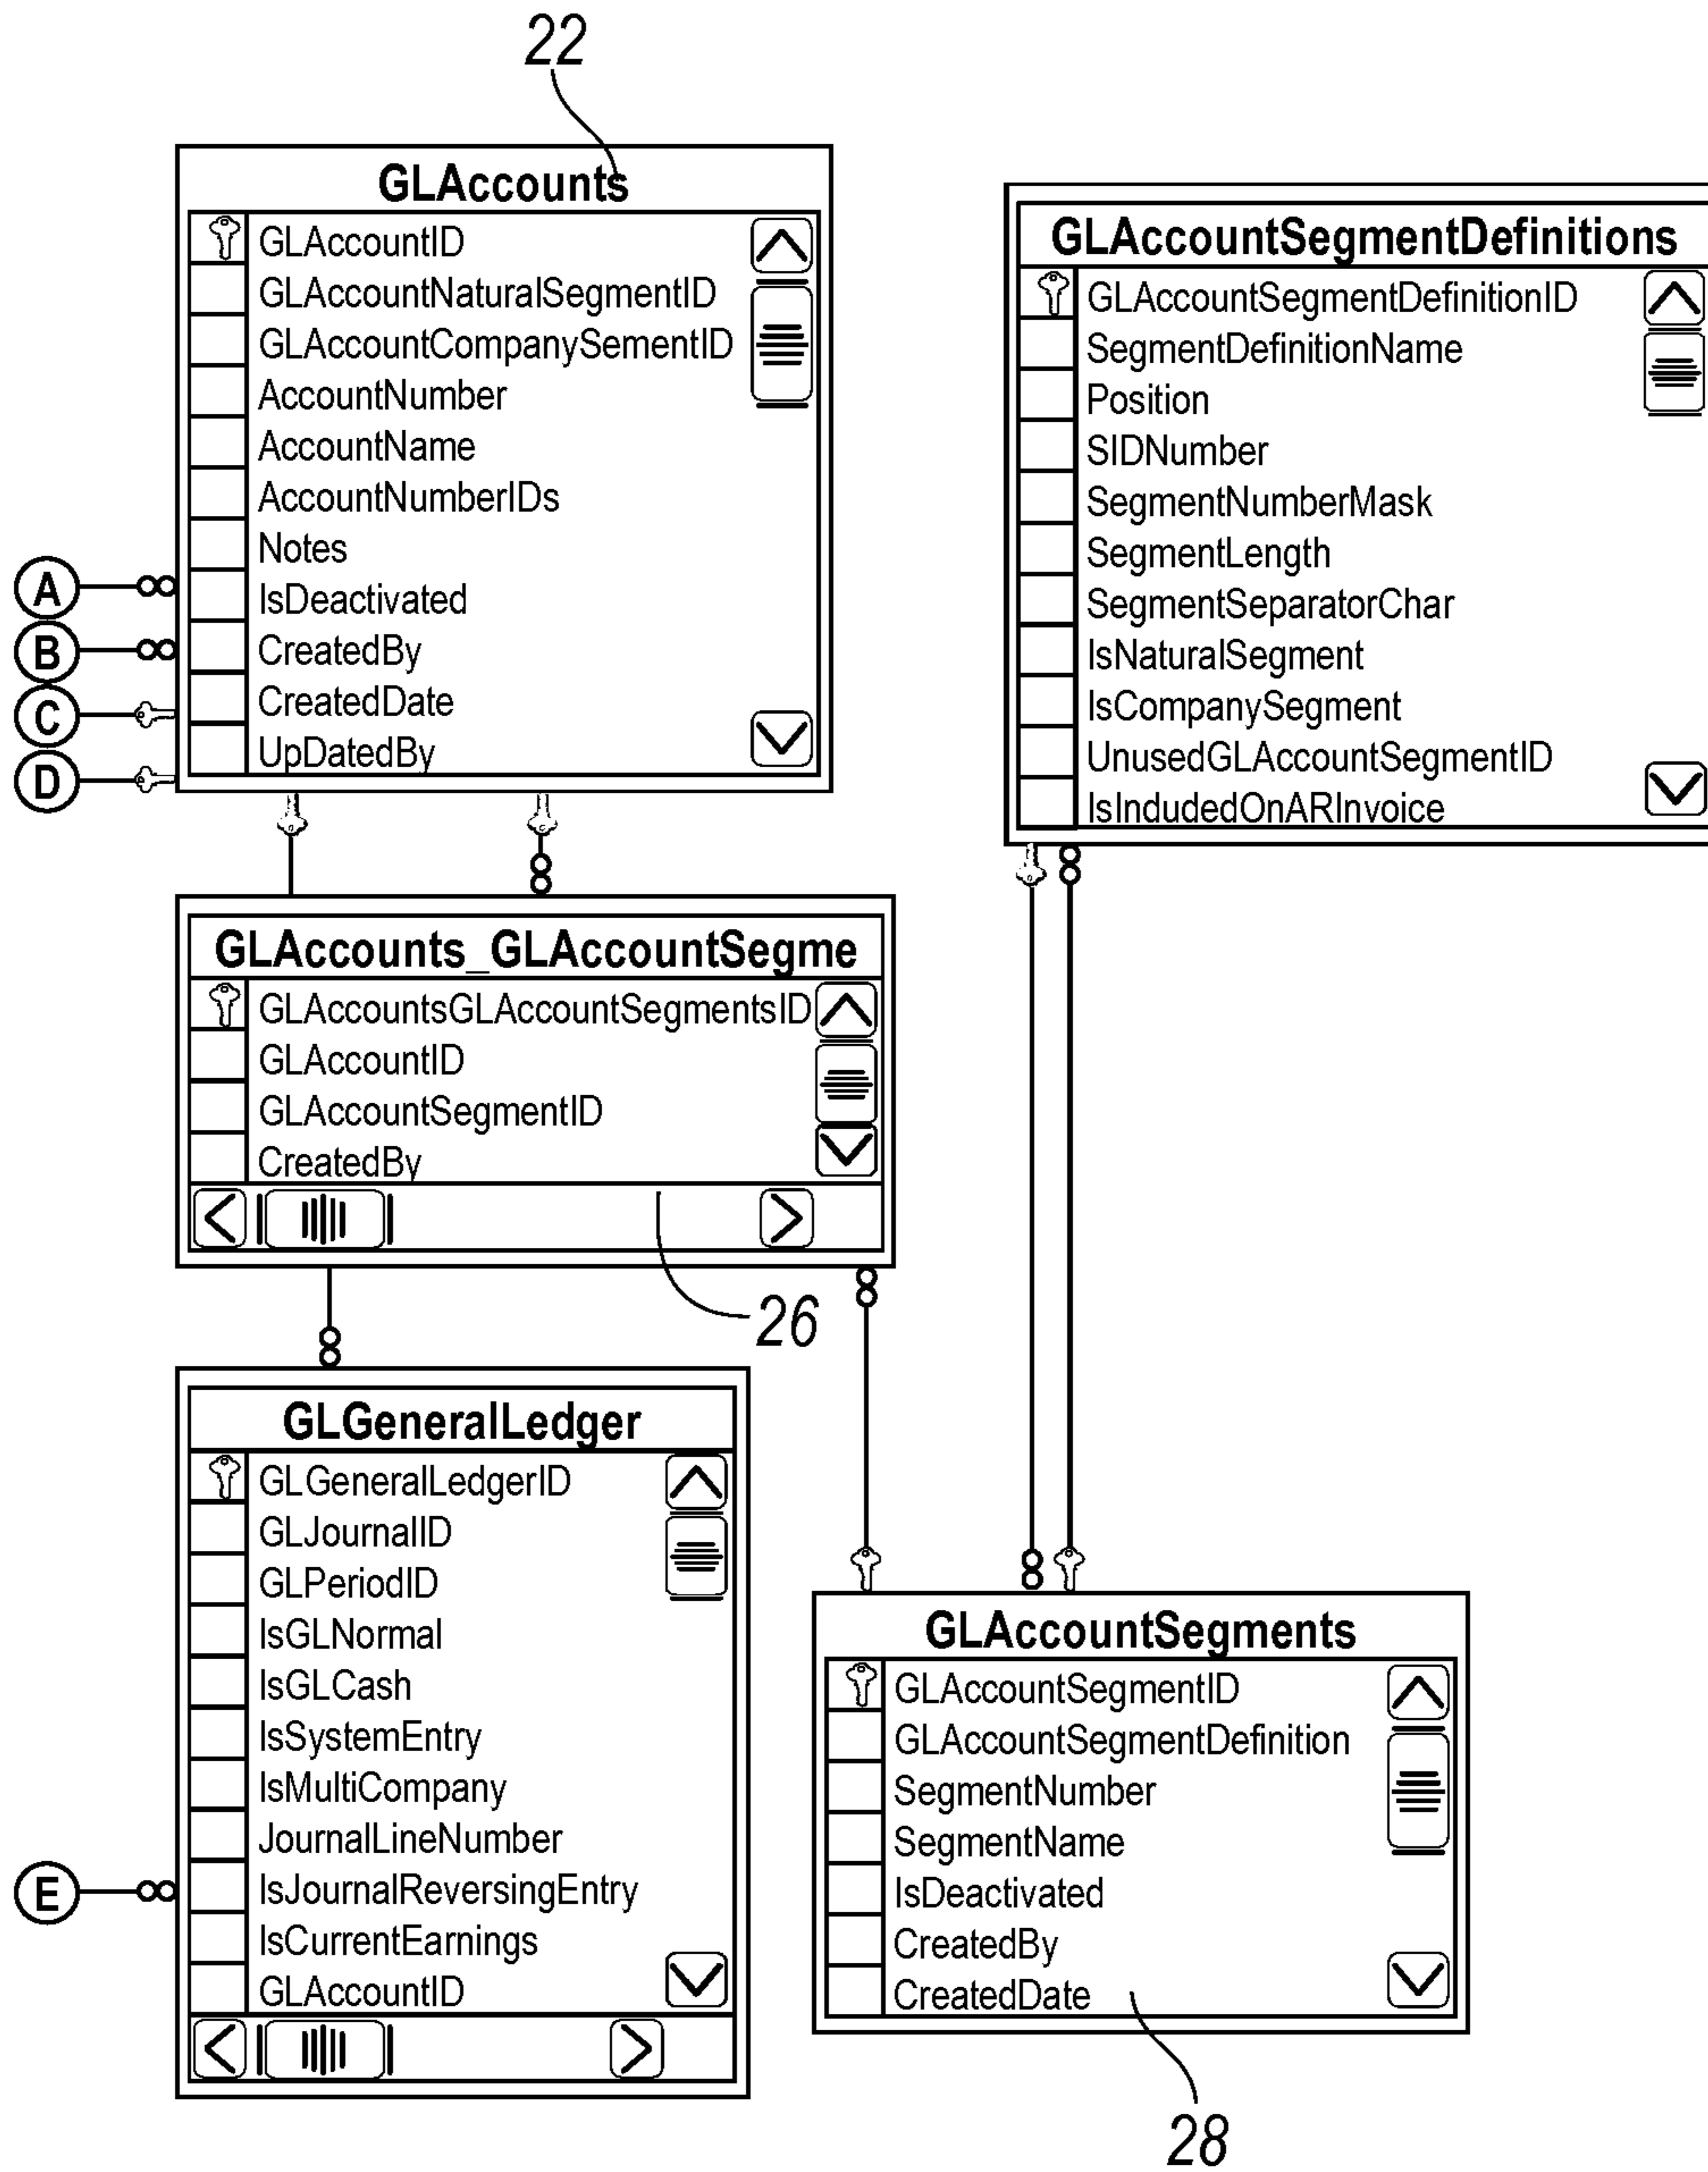 22
GLAccounts
GLAccountID
GLAccountNaturalSegmentID
GLAccountCompanySementID
AccountNumber
AccountName
AccountNumberIDs
Notes
IsDeactivated
CreatedBy
CreatedDate
UpDatedBy
A
B
C
D
GLAccountSegmentDefinitions
GLAccountSegmentDefinitionID
SegmentDefinitionName
Position
SIDNumber
SegmentNumberMask
SegmentLength
SegmentSeparatorChar
IsNaturalSegment
IsCompanySegment
UnusedGLAccountSegmentID
IsIndudedOnARInvoice
GLAccounts_GLAccountSegme
GLAccountsGLAccountSegmentsID
GLAccountID
GLAccountSegmentID
CreatedBy
26
GLGeneralLedger
GLGeneralLedgerID
GLJournalID
GLPeriodID
IsGLNormal
IsGLCash
IsSystemEntry
IsMultiCompany
JournalLineNumber
IsJournalReversingEntry
IsCurrentEarnings
GLAccountID
E
GLAccountSegments
GLAccountSegmentID
GLAccountSegmentDefinition
SegmentNumber
SegmentName
IsDeactivated
CreatedBy
CreatedDate
28